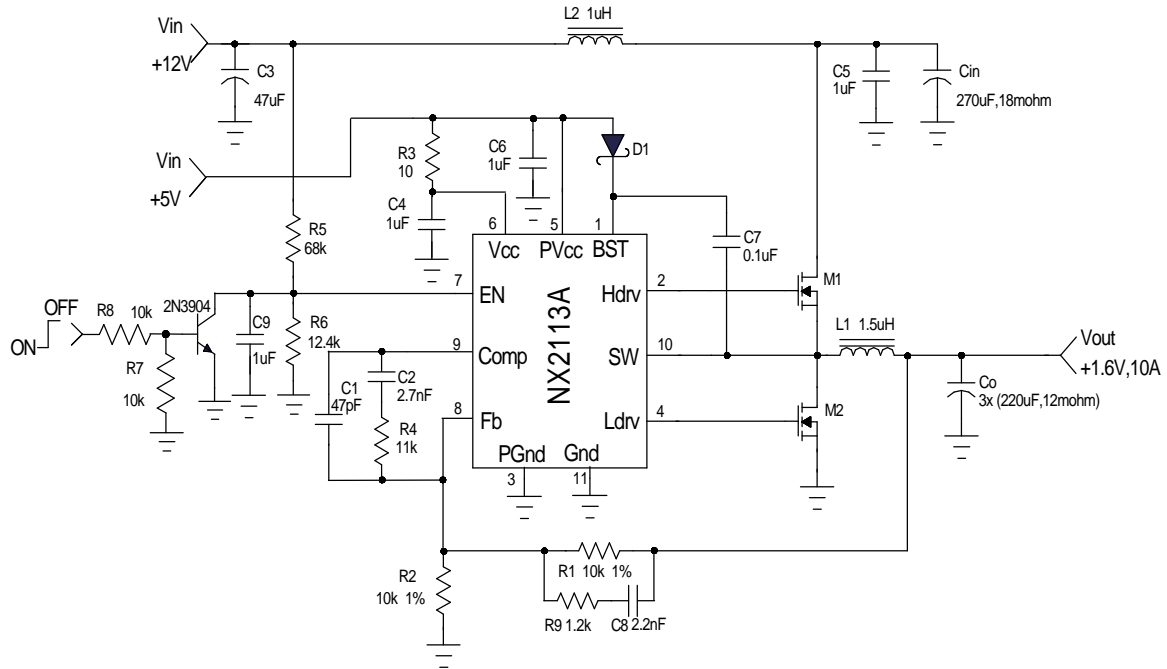 L2 1uH
Vin
+12V
C3
47uF
C5
1uF
Cin
270uF,18mohm
Vin
+5V
R3
10
C6
1uF
D1
C4
1uF
6
5
1
Vcc
PVcc
BST
C7
0.1uF
R5
68k
7
EN
2
Hdrv
M1
OFF
ON
R8
10k
2N3904
C9
1uF
R6
12.4k
R7
10k
9
Comp
NX2113A
SW
10
L1 1.5uH
Vout
+1.6V,10A
C1
47pF
C2
2.7nF
R4
11k
8
Fb
Ldrv
4
M2
Co
3x (220uF,12mohm)
PGnd
Gnd
3
11
R2
10k 1%
R1 10k 1%
R9 1.2k
C8
2.2nF